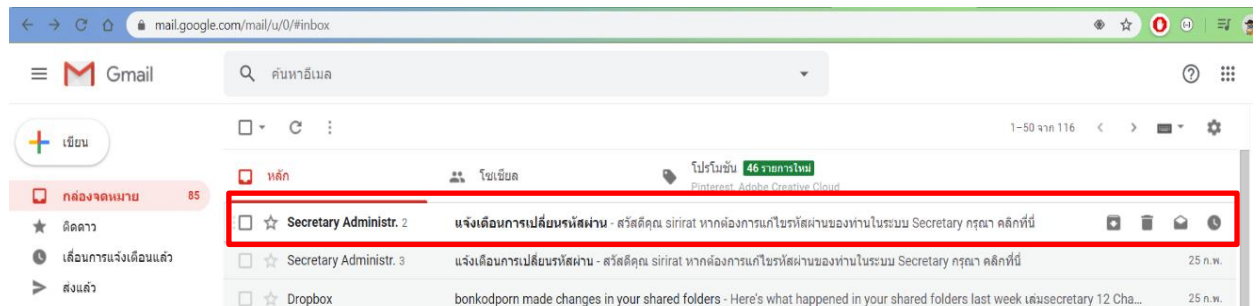 mail.google.com/mail/u/0/#inbox
Gmail
ค้นหาอีเมล
เขียน
1–50 จาก 116
หลัก
โซเชียล
โปรโมชัน 46 รายการใหม่
Pinterest, Adobe Creative Cloud
กล่องจดหมาย 85
Secretary Administr. 2 แจ้งเตือนการเปลี่ยนรหัสผ่าน - สวัสดีคุณ sirirat หากต้องการแก้ไขรหัสผ่านของท่านในระบบ Secretary กรุณา คลิกที่นี่
ติดดาว
เลื่อนการแจ้งเตือนแล้ว
Secretary Administr. 3 แจ้งเตือนการเปลี่ยนรหัสผ่าน - สวัสดีคุณ sirirat หากต้องการแก้ไขรหัสผ่านของท่านในระบบ Secretary กรุณา คลิกที่นี่ 25 ก.พ.
ส่งแล้ว
Dropbox bonkodporn made changes in your shared folders - Here's what happened in your shared folders last week เล่มsecretary 12 Cha... 25 ก.พ.